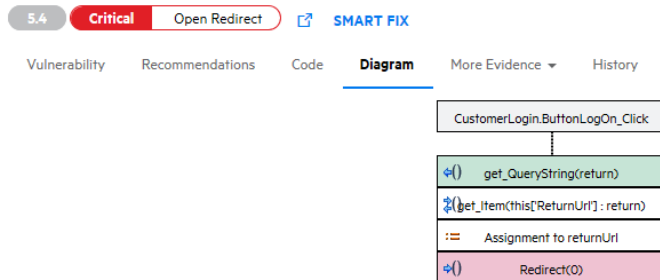 5.4 Critical Open Redirect SMART FIX
Vulnerability Recommendations Code Diagram More Evidence History
CustomerLogin.ButtonLogOn_Click
get_QueryString(return)
get_Item(this['ReturnUrl'] : return)
Assignment to returnUrl
Redirect(0)